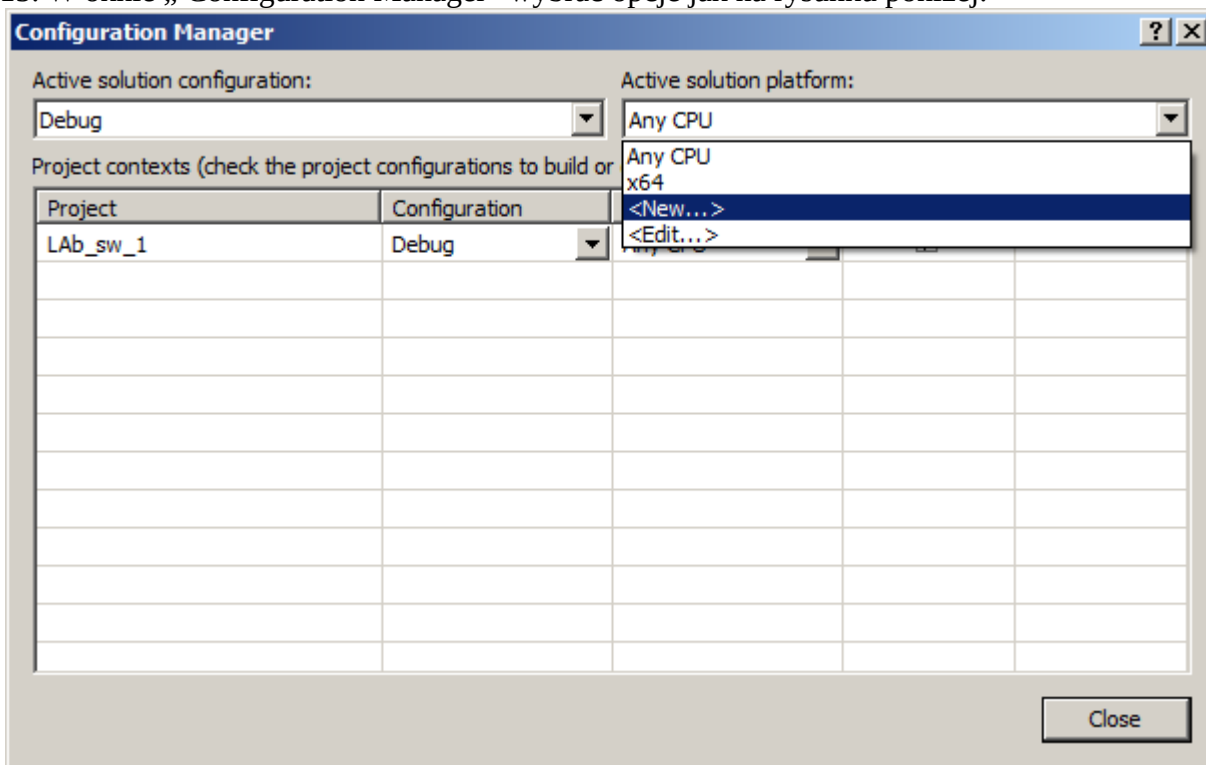 Configuration Manager
Active solution configuration:
Active solution platform:
Debug
Any CPU
Project contexts (check the project configurations to build or
Any CPU
x64
<New...>
<Edit...>
Project
Configuration
LAb_sw_1
Debug
Close